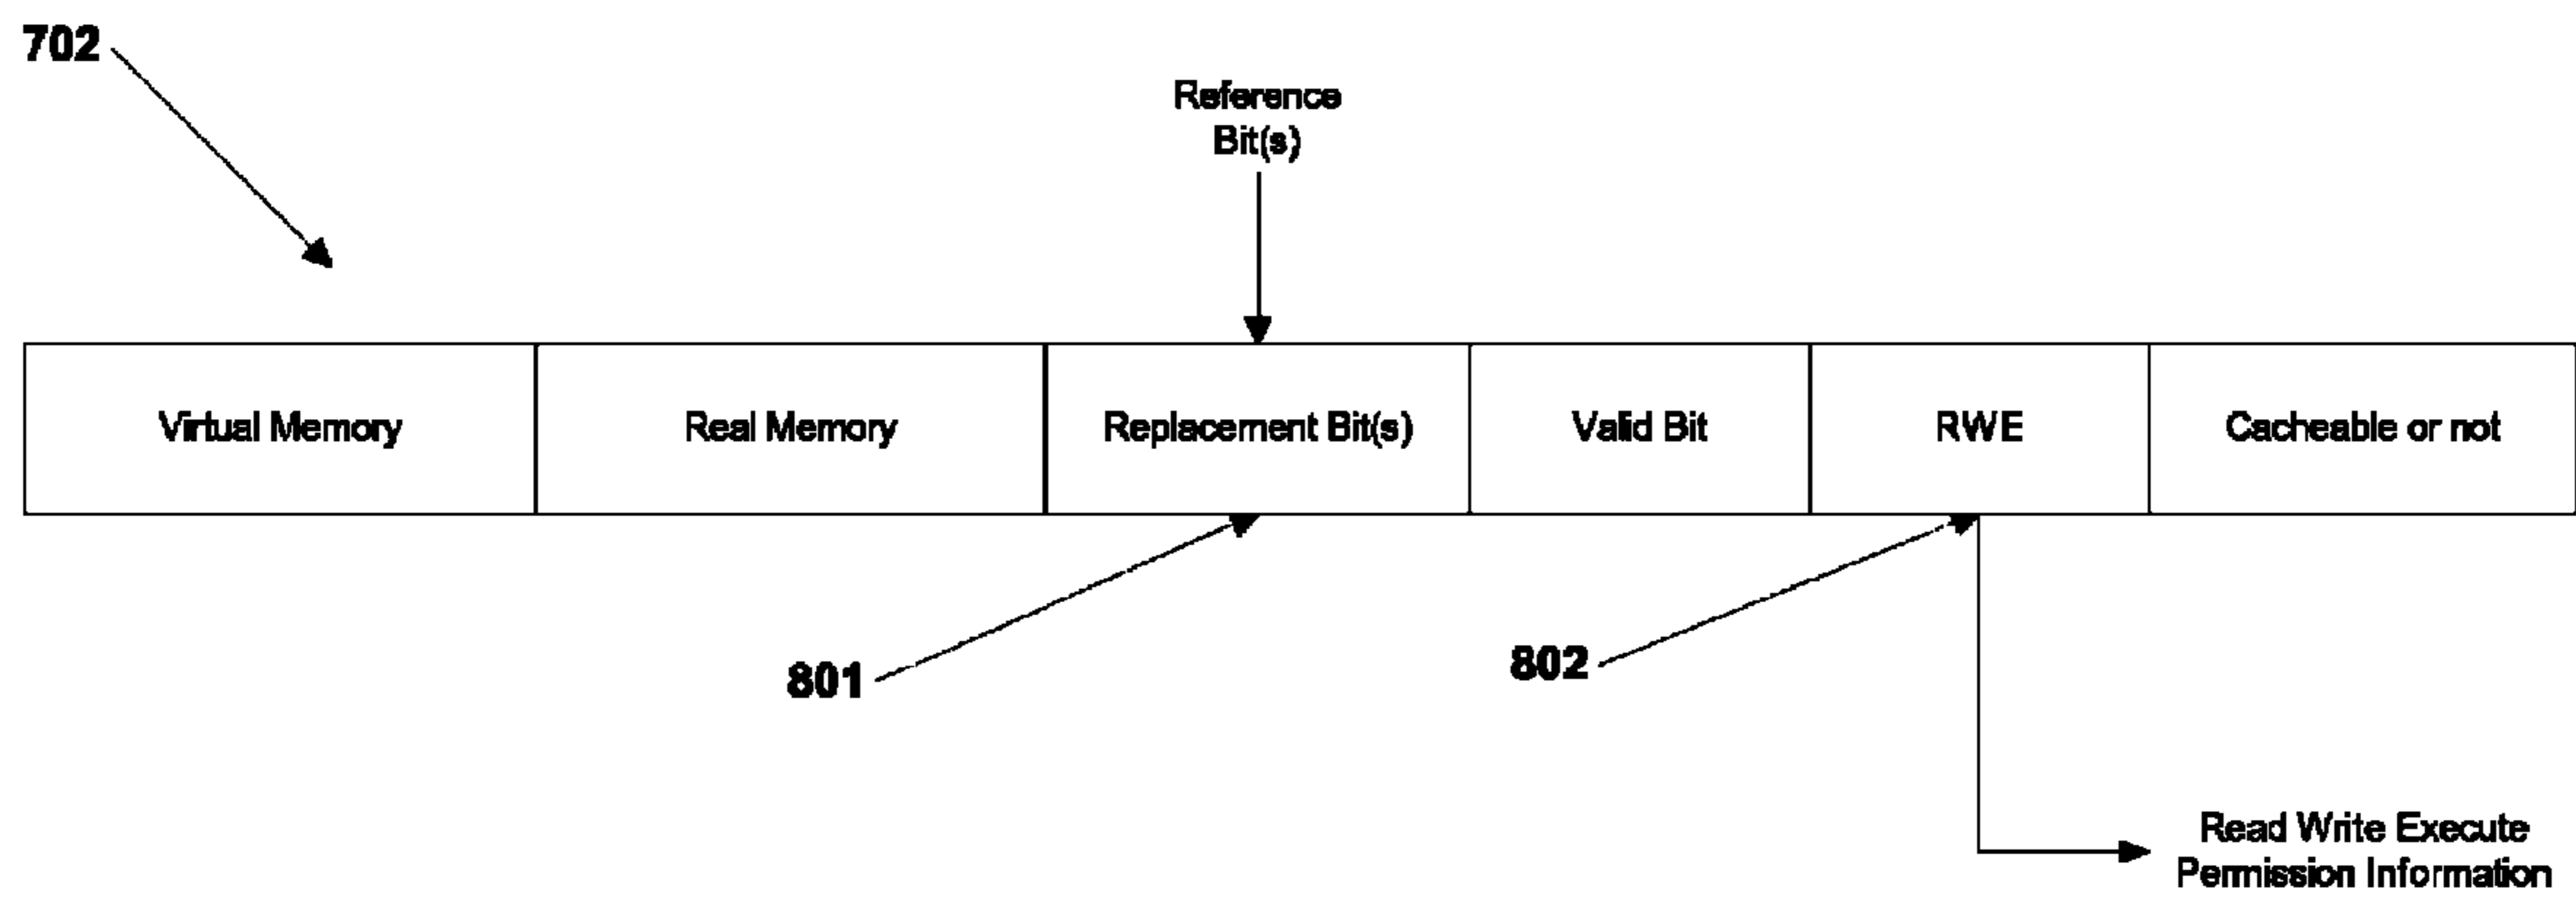 702
Reference
Bit(s)
Virtual Memory
Real Memory
Replacement Bit(s)
Valid Bit
RWE
Cacheable or not
801
802
Read Write Execute
Permission Information